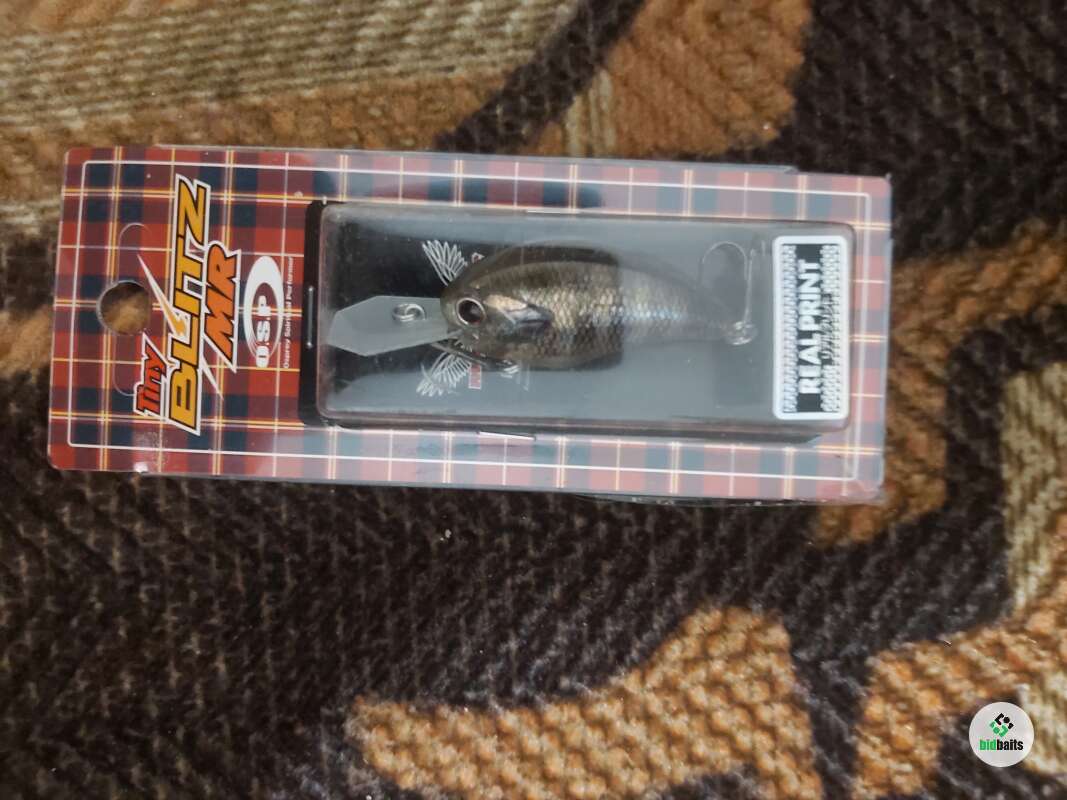 Tiny
BLITZ
MR
O.S.P
Osprey Spiritual Performer
REALPRINT
bidbaits